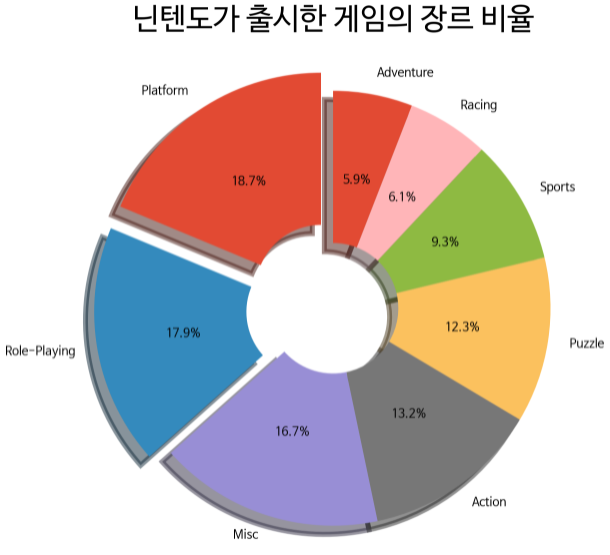 닌텐도가 출시한 게임의 장르 비율
Adventure
Platform
Racing
18.7%
5.9%
6.1%
Sports
9.3%
17.9%
12.3%
Role-Playing
Puzzle
16.7%
13.2%
Action
Misc